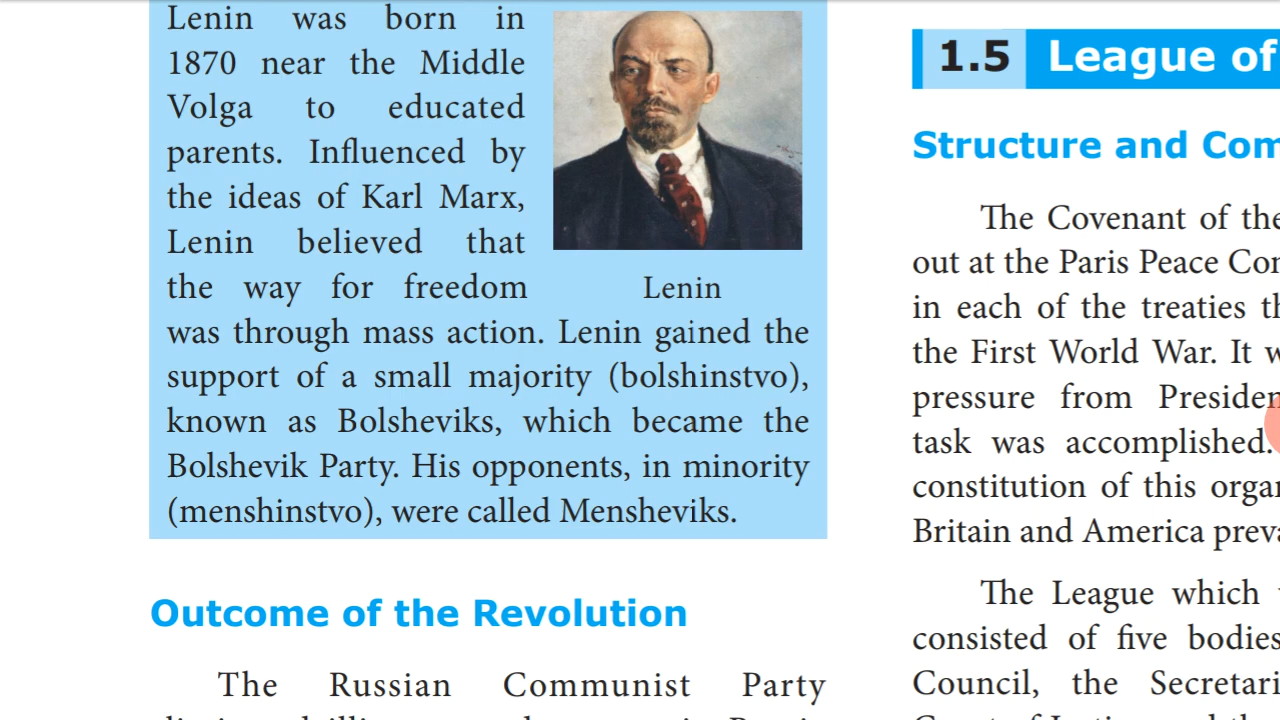 Lenin was born in
1870 near the Middle
Volga to educated
parents. Influenced by
the ideas of Karl Marx,
Lenin believed that
the way for freedom
was through mass action. Lenin gained the
support of a small majority (bolshinstvo),
known as Bolsheviks, which became the
Bolshevik Party. His opponents, in minority
(menshinstvo), were called Mensheviks.
Lenin
Outcome of the Revolution
The Russian Communist Party
1.5 League of
Structure and Com
The Covenant of the
out at the Paris Peace Con
in each of the treaties th
the First World War. It w
pressure from Presiden
task was accomplished.
constitution of this organ
Britain and America preva
The League which
consisted of five bodies
Council, the Secretari